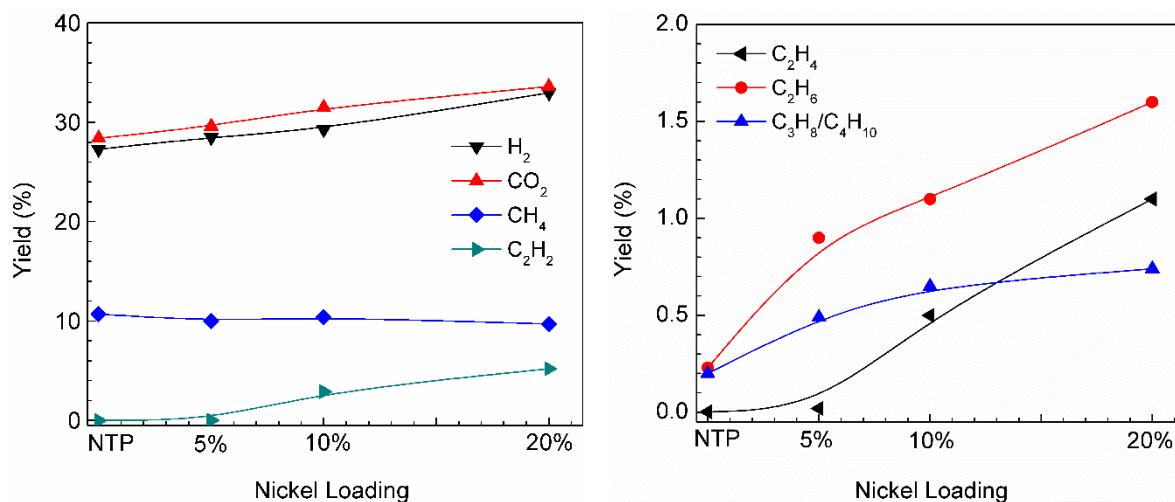 40
30
20
10
0
Yield (%)
H₂
CO₂
CH₄
C₂H₂
NTP 5% 10% 20%
Nickel Loading
2.0
1.5
1.0
0.5
0.0
Yield (%)
C₂H₄
C₂H₆
C₃H₈/C₄H₁₀
NTP 5% 10% 20%
Nickel Loading